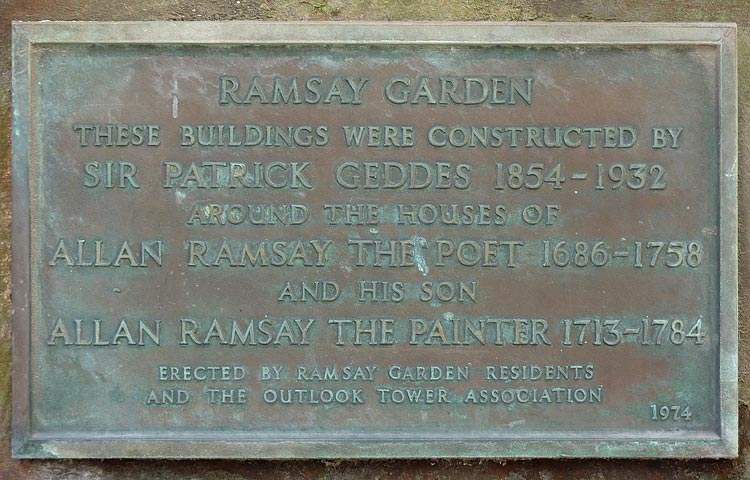 RAMSAY GARDEN
THESE BUILDINGS WERE CONSTRUCTED BY
SIR PATRICK GEDDES 1854-1932
AROUND THE HOUSES OF
ALLAN RAMSAY THE POET 1686-1758
AND HIS SON
ALLAN RAMSAY THE PAINTER 1713-1784
ERECTED BY RAMSAY GARDEN RESIDENTS
AND THE OUTLOOK TOWER ASSOCIATION
1974